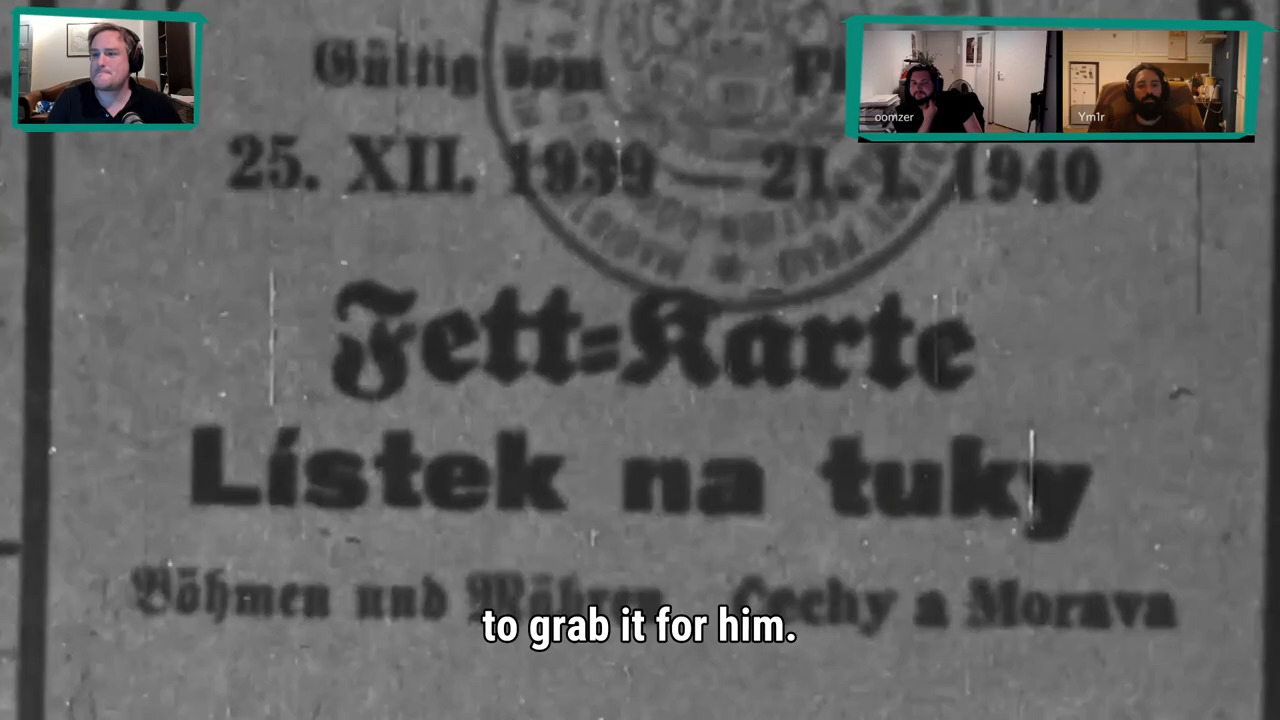 Gültig vom
25. XII. 1939 — 21. I. 1940
oomzer
Ym1r
Fett=Karte
Lístek na tuky
Böhmen und Mähren Čechy a Morava
to grab it for him.